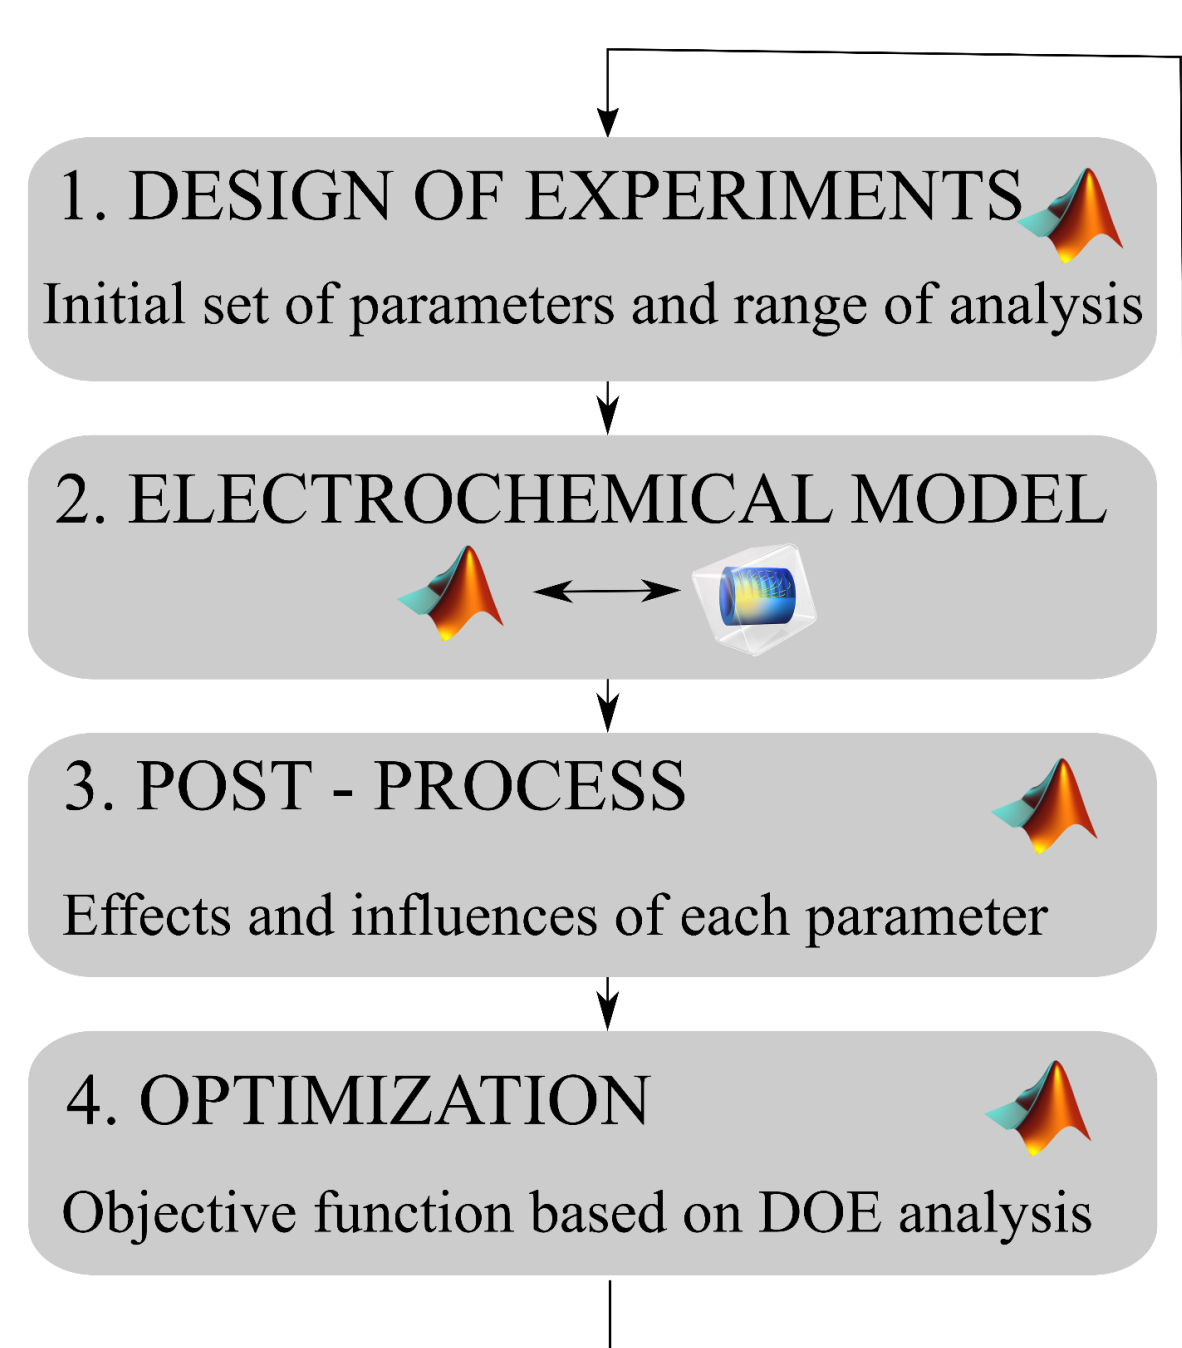 1. DESIGN OF EXPERIMENTS
Initial set of parameters and range of analysis
2. ELECTROCHEMICAL MODEL
3. POST - PROCESS
Effects and influences of each parameter
4. OPTIMIZATION
Objective function based on DOE analysis